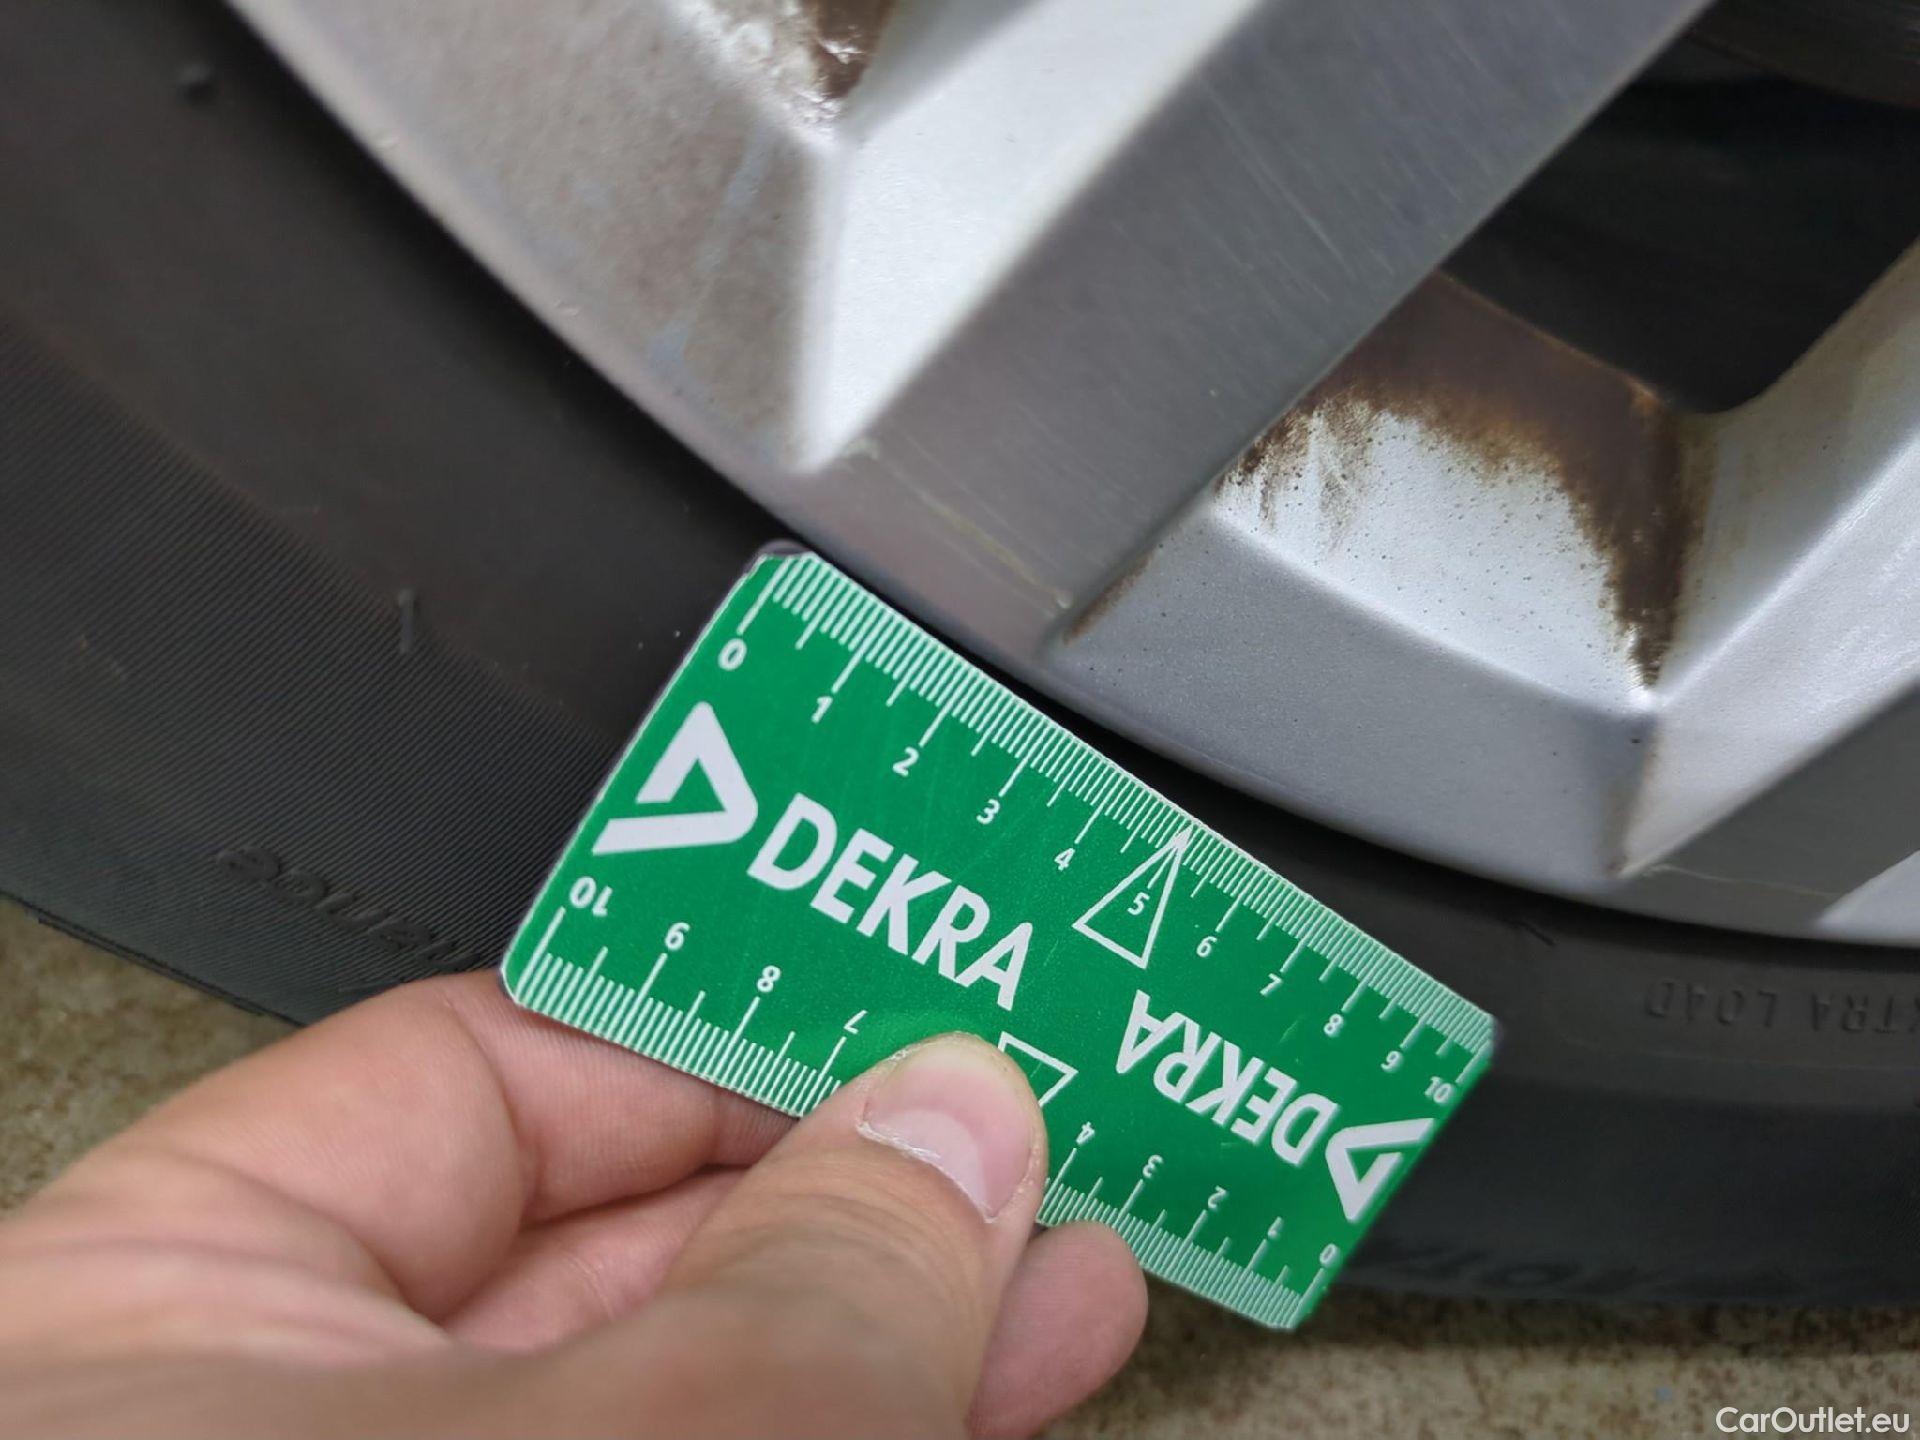 0 1 2 3 4 5 6 7 8 9 10
DEKRA
10 9 8 7
DEKRA
4 3 2 1 0
EXTRA LOAD
CarOutlet.eu